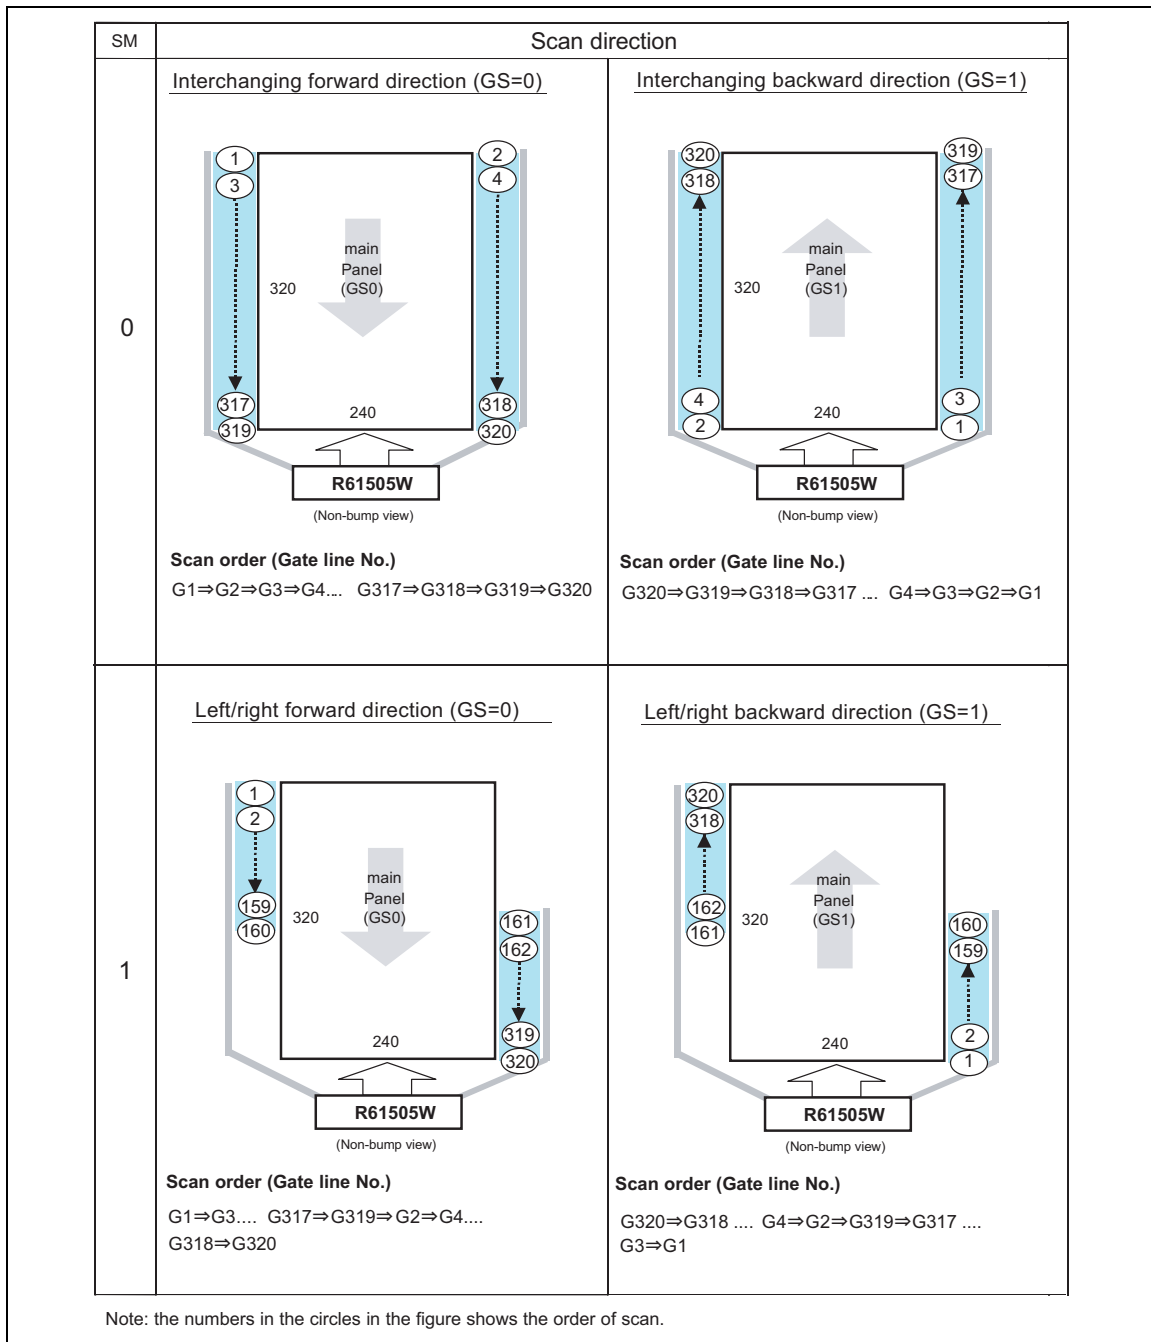 SM
Scan direction
0
Interchanging forward direction (GS=0)
1
3
2
4
main
Panel
(GS0)
320
240
317
319
318
320
R61505W
(Non-bump view)
Scan order (Gate line No.)
G1⇒G2⇒G3⇒G4.... G317⇒G318⇒G319⇒G320
Interchanging backward direction (GS=1)
320
318
319
317
main
Panel
(GS1)
320
240
4
2
3
1
R61505W
(Non-bump view)
Scan order (Gate line No.)
G320⇒G319⇒G318⇒G317 .... G4⇒G3⇒G2⇒G1
1
Left/right forward direction (GS=0)
1
2
159
160
main
Panel
(GS0)
320
161
162
319
320
240
R61505W
(Non-bump view)
Scan order (Gate line No.)
G1⇒G3.... G317⇒G319⇒G2⇒G4....
G318⇒G320
Left/right backward direction (GS=1)
320
318
162
161
main
Panel
(GS1)
320
160
159
2
1
240
R61505W
(Non-bump view)
Scan order (Gate line No.)
G320⇒G318 .... G4⇒G2⇒G319⇒G317 ....
G3⇒G1
Note: the numbers in the circles in the figure shows the order of scan.